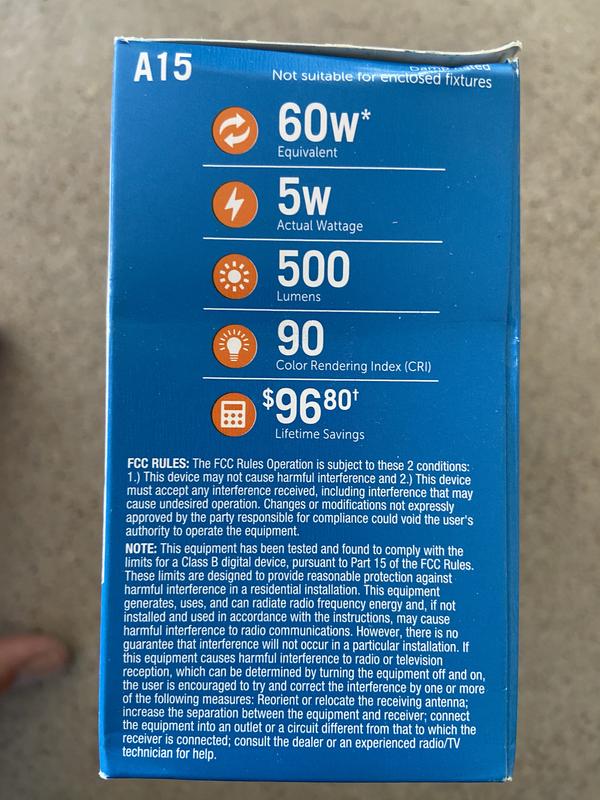 A15
Damp rated
Not suitable for enclosed fixtures
60w*
Equivalent
5w
Actual Wattage
500
Lumens
90
Color Rendering Index (CRI)
$96 80†
Lifetime Savings
FCC RULES: The FCC Rules Operation is subject to these 2 conditions:
1.) This device may not cause harmful interference and 2.) This device
must accept any interference received, including interference that may
cause undesired operation. Changes or modifications not expressly
approved by the party responsible for compliance could void the user's
authority to operate the equipment.
NOTE: This equipment has been tested and found to comply with the
limits for a Class B digital device, pursuant to Part 15 of the FCC Rules.
These limits are designed to provide reasonable protection against
harmful interference in a residential installation. This equipment
generates, uses, and can radiate radio frequency energy and, if not
installed and used in accordance with the instructions, may cause
harmful interference to radio communications. However, there is no
guarantee that interference will not occur in a particular installation. If
this equipment causes harmful interference to radio or television
reception, which can be determined by turning the equipment off and on,
the user is encouraged to try and correct the interference by one or more
of the following measures: Reorient or relocate the receiving antenna;
increase the separation between the equipment and receiver; connect
the equipment into an outlet or a circuit different from that to which the
receiver is connected; consult the dealer or an experienced radio/TV
technician for help.